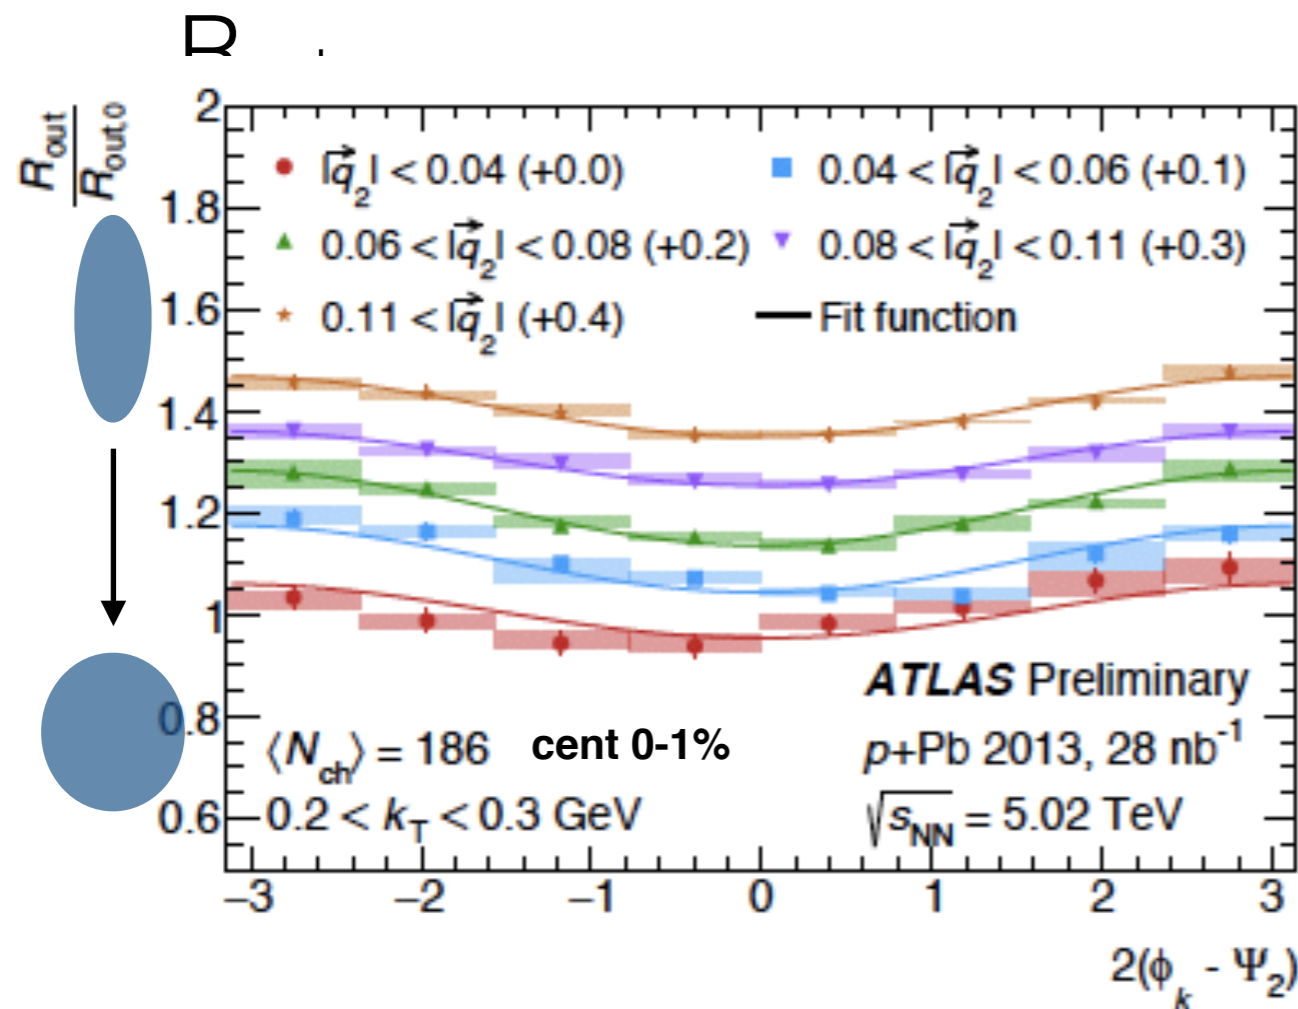 R_out / R_out,0
2
|q⃗_2| < 0.04 (+0.0)
0.04 < |q⃗_2| < 0.06 (+0.1)
1.8
0.06 < |q⃗_2| < 0.08 (+0.2)
0.08 < |q⃗_2| < 0.11 (+0.3)
1.6
0.11 < |q⃗_2| (+0.4)
Fit function
1.4
1.2
1
ATLAS Preliminary
0.8
⟨N_ch⟩ = 186
cent 0-1%
p+Pb 2013, 28 nb^-1
0.6
0.2 < k_T < 0.3 GeV
√s_NN = 5.02 TeV
−3 −2 −1 0 1 2 3
2(ϕ_k - Ψ_2)